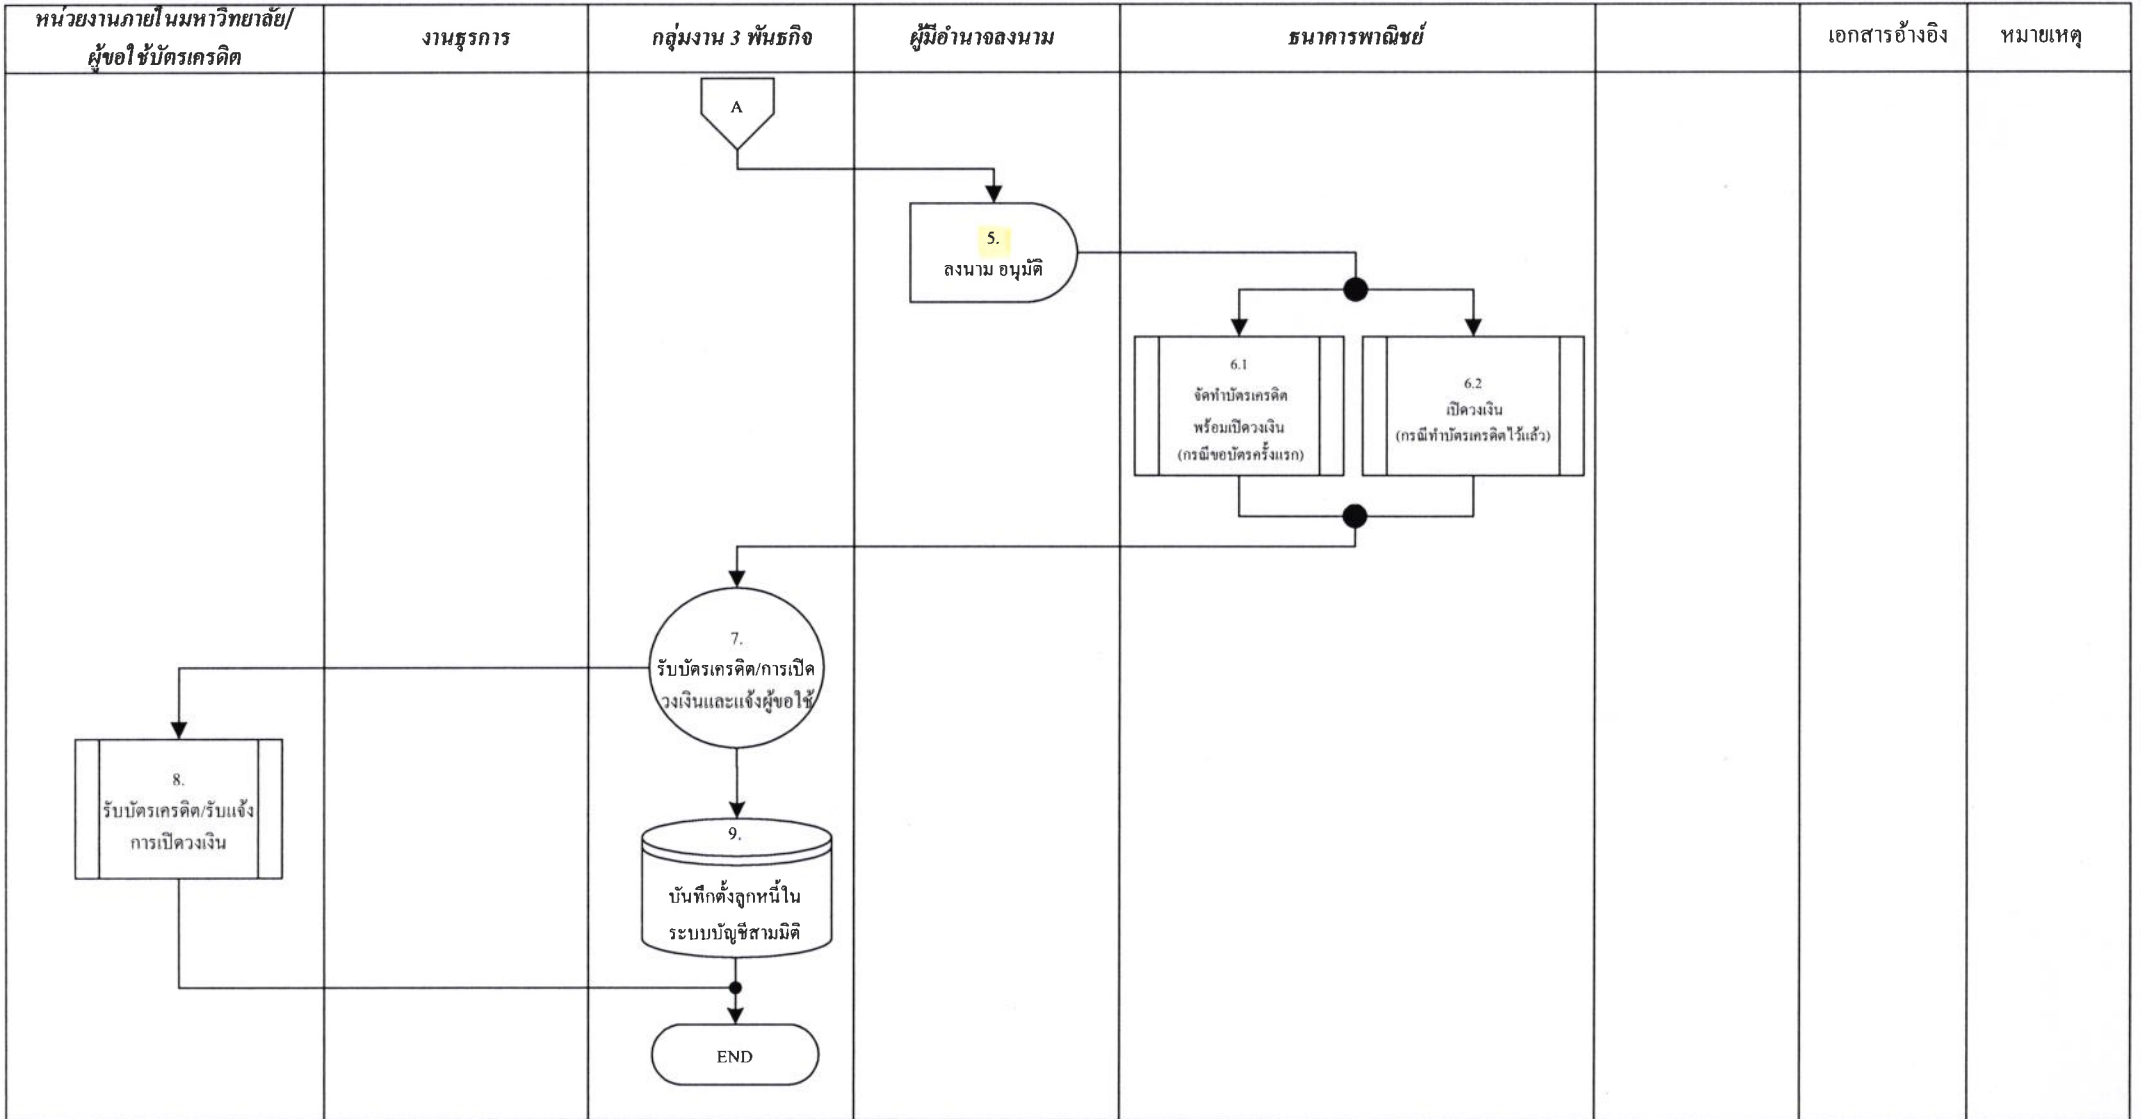 หน่วยงานภายในมหาวิทยาลัย/
ผู้ขอใช้บัตรเครดิต
งานธุรการ
กลุ่มงาน 3 พันธกิจ
ผู้มีอำนาจลงนาม
ธนาคารพาณิชย์
เอกสารอ้างอิง
หมายเหตุ
A
5.
ลงนาม อนุมัติ
6.1
จัดทำบัตรเครดิต
พร้อมเปิดวงเงิน
(กรณีขอบัตรครั้งแรก)
6.2
เปิดวงเงิน
(กรณีทำบัตรเครดิตไว้แล้ว)
7.
รับบัตรเครดิต/การเปิด
วงเงินและแจ้งผู้ขอใช้
8.
รับบัตรเครดิต/รับแจ้ง
การเปิดวงเงิน
9.
บันทึกตั้งลูกหนี้ใน
ระบบบัญชีสามมิติ
END